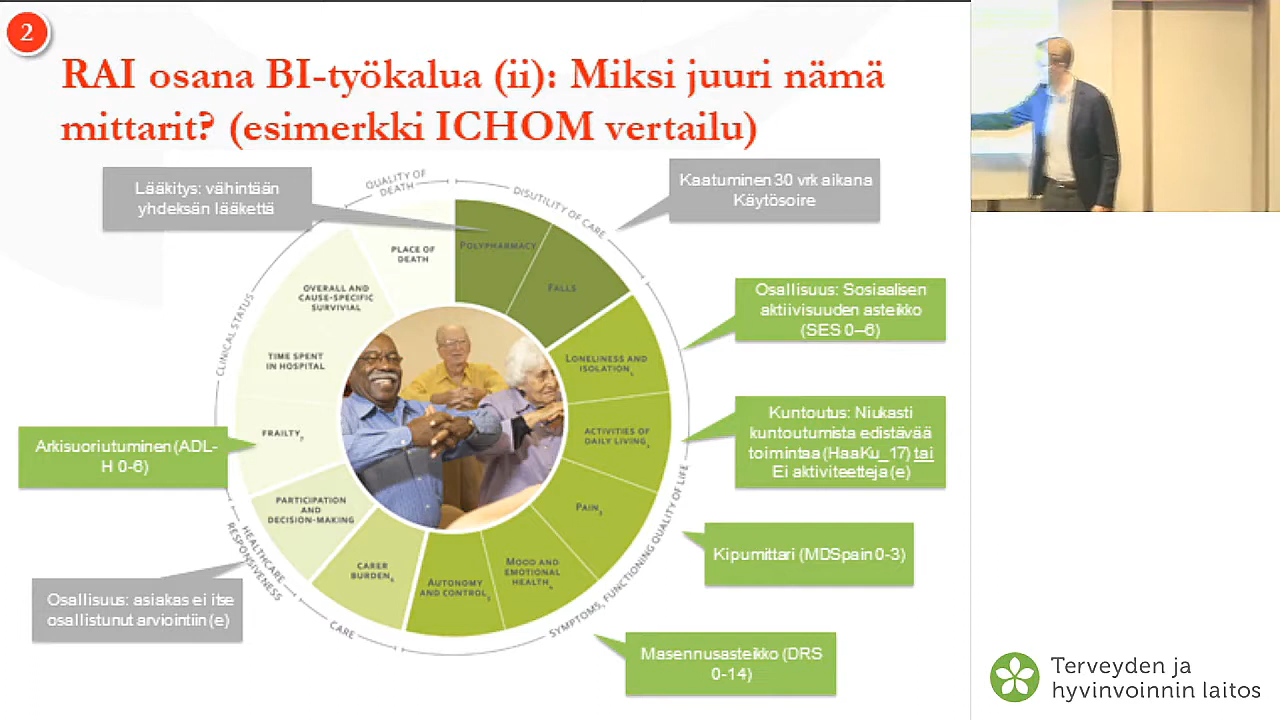 2
RAI osana BI-työkalua (ii): Miksi juuri nämä
mittarit? (esimerkki ICHOM vertailu)
Lääkitys: vähintään
yhdeksän lääkettä
Kaatuminen 30 vrk aikana
Käytösoire
Osallisuus: Sosiaalisen
aktiivisuuden asteikko
(SES 0–6)
Kuntoutus: Niukasti
kuntoutumista edistävää
toimintaa (HaaKu_17) tai
Ei aktiviteetteja (e)
Kipumittari (MDSpain 0-3)
Masennusasteikko (DRS
0-14)
Osallisuus: asiakas ei itse
osallistunut arviointiin (e)
Arkisuoriutuminen (ADL-
H 0-6)
QUALITY OF
DEATH
DISUTILITY OF CARE
SYMPTOMS, FUNCTIONING QUALITY OF LIFE
CARE
HEALTHCARE
RESPONSIVENESS
CLINICAL STATUS
POLYPHARMACY
FALLS
LONELINESS AND
ISOLATION
ACTIVITIES OF
DAILY LIVING
PAIN
MOOD AND
EMOTIONAL
HEALTH
AUTONOMY
AND CONTROL
CARER
BURDEN
PARTICIPATION
AND
DECISION-MAKING
FRAILTY
TIME SPENT
IN HOSPITAL
OVERALL AND
CAUSE-SPECIFIC
SURVIVIAL
PLACE OF
DEATH
Terveyden ja
hyvinvoinnin laitos